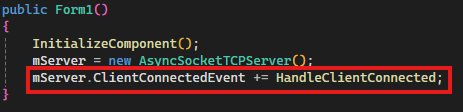 public Form1()
{
InitializeComponent();
mServer = new AsyncSocketTCPServer();
mServer.ClientConnectedEvent += HandleClientConnected;
}